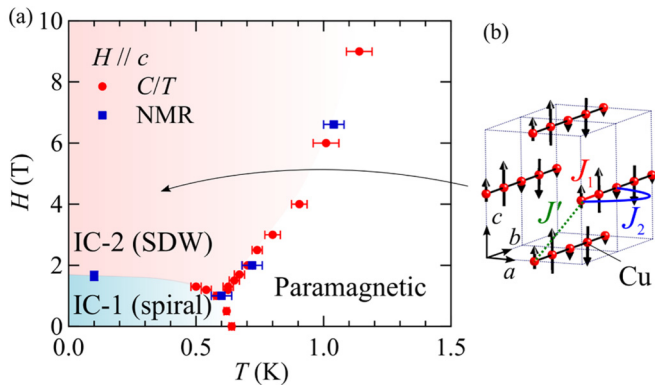 (a)
10
8
6
4
2
0
H (T)
H // c
C/T
NMR
IC-2 (SDW)
IC-1 (spiral)
Paramagnetic
0.0
0.5
1.0
1.5
T (K)
(b)
J₁
J'
J₂
c
b
a
Cu